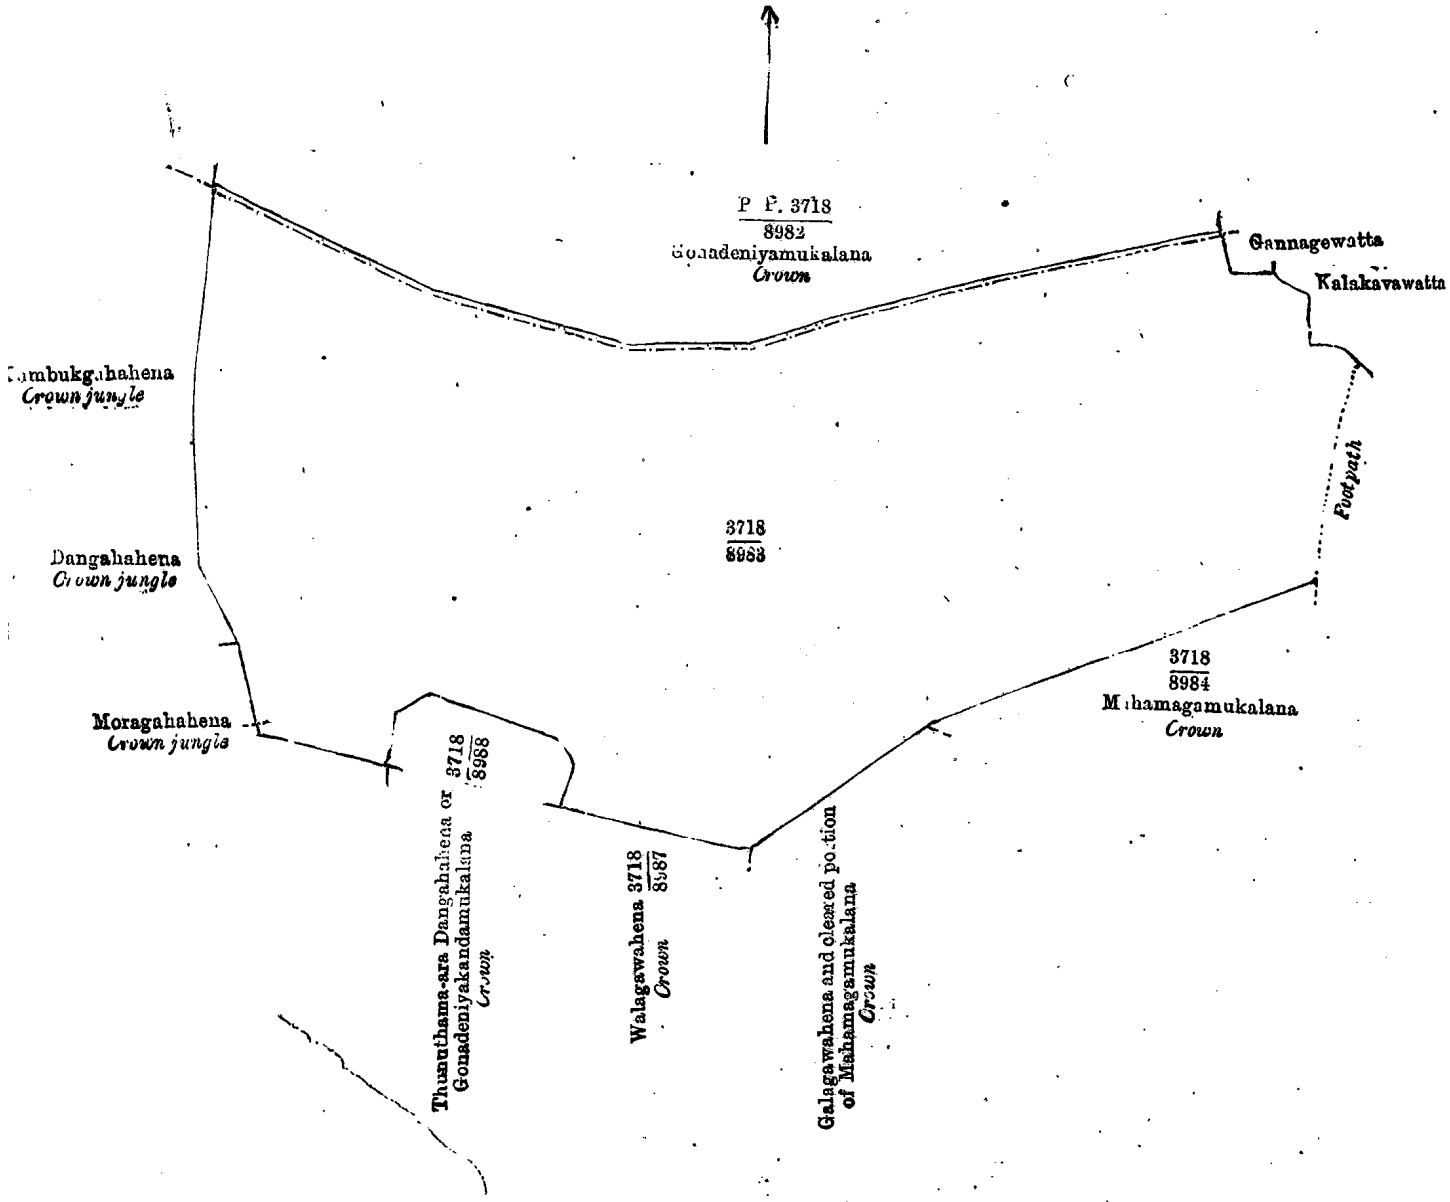 P P. 3718
8982
Gonadeniyamukalana
Crown
Gannagewatta
Kalakavawatta
Crown jungle
Footpath
3718
8983
Dangahahena
Crown jungle
3718
8984
Mahamagamukalana
Crown
Moragahahena
Crown jungle
Thunuthama-ara Dangahahena or 3718
8988
Gonadeniyakandamukalana
Crown
Walagawahena 3718
8987
Crown
Galagawahena and cleared portion
of Mahamagamukalana
Crown